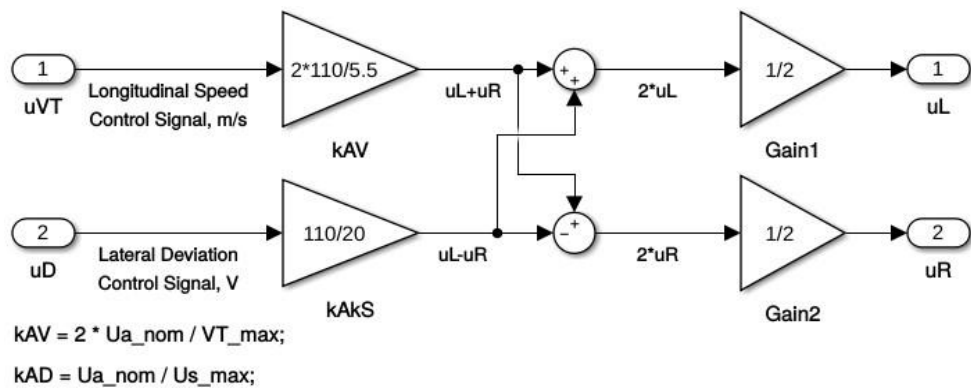 1
uVT
Longitudinal Speed
Control Signal, m/s
2*110/5.5
kAV
uL+uR
+
+
2*uL
1/2
Gain1
1
uL
2
uD
Lateral Deviation
Control Signal, V
110/20
kAkS
uL-uR
+
−
2*uR
1/2
Gain2
2
uR
kAV = 2 * Ua_nom / VT_max;
kAD = Ua_nom / Us_max;